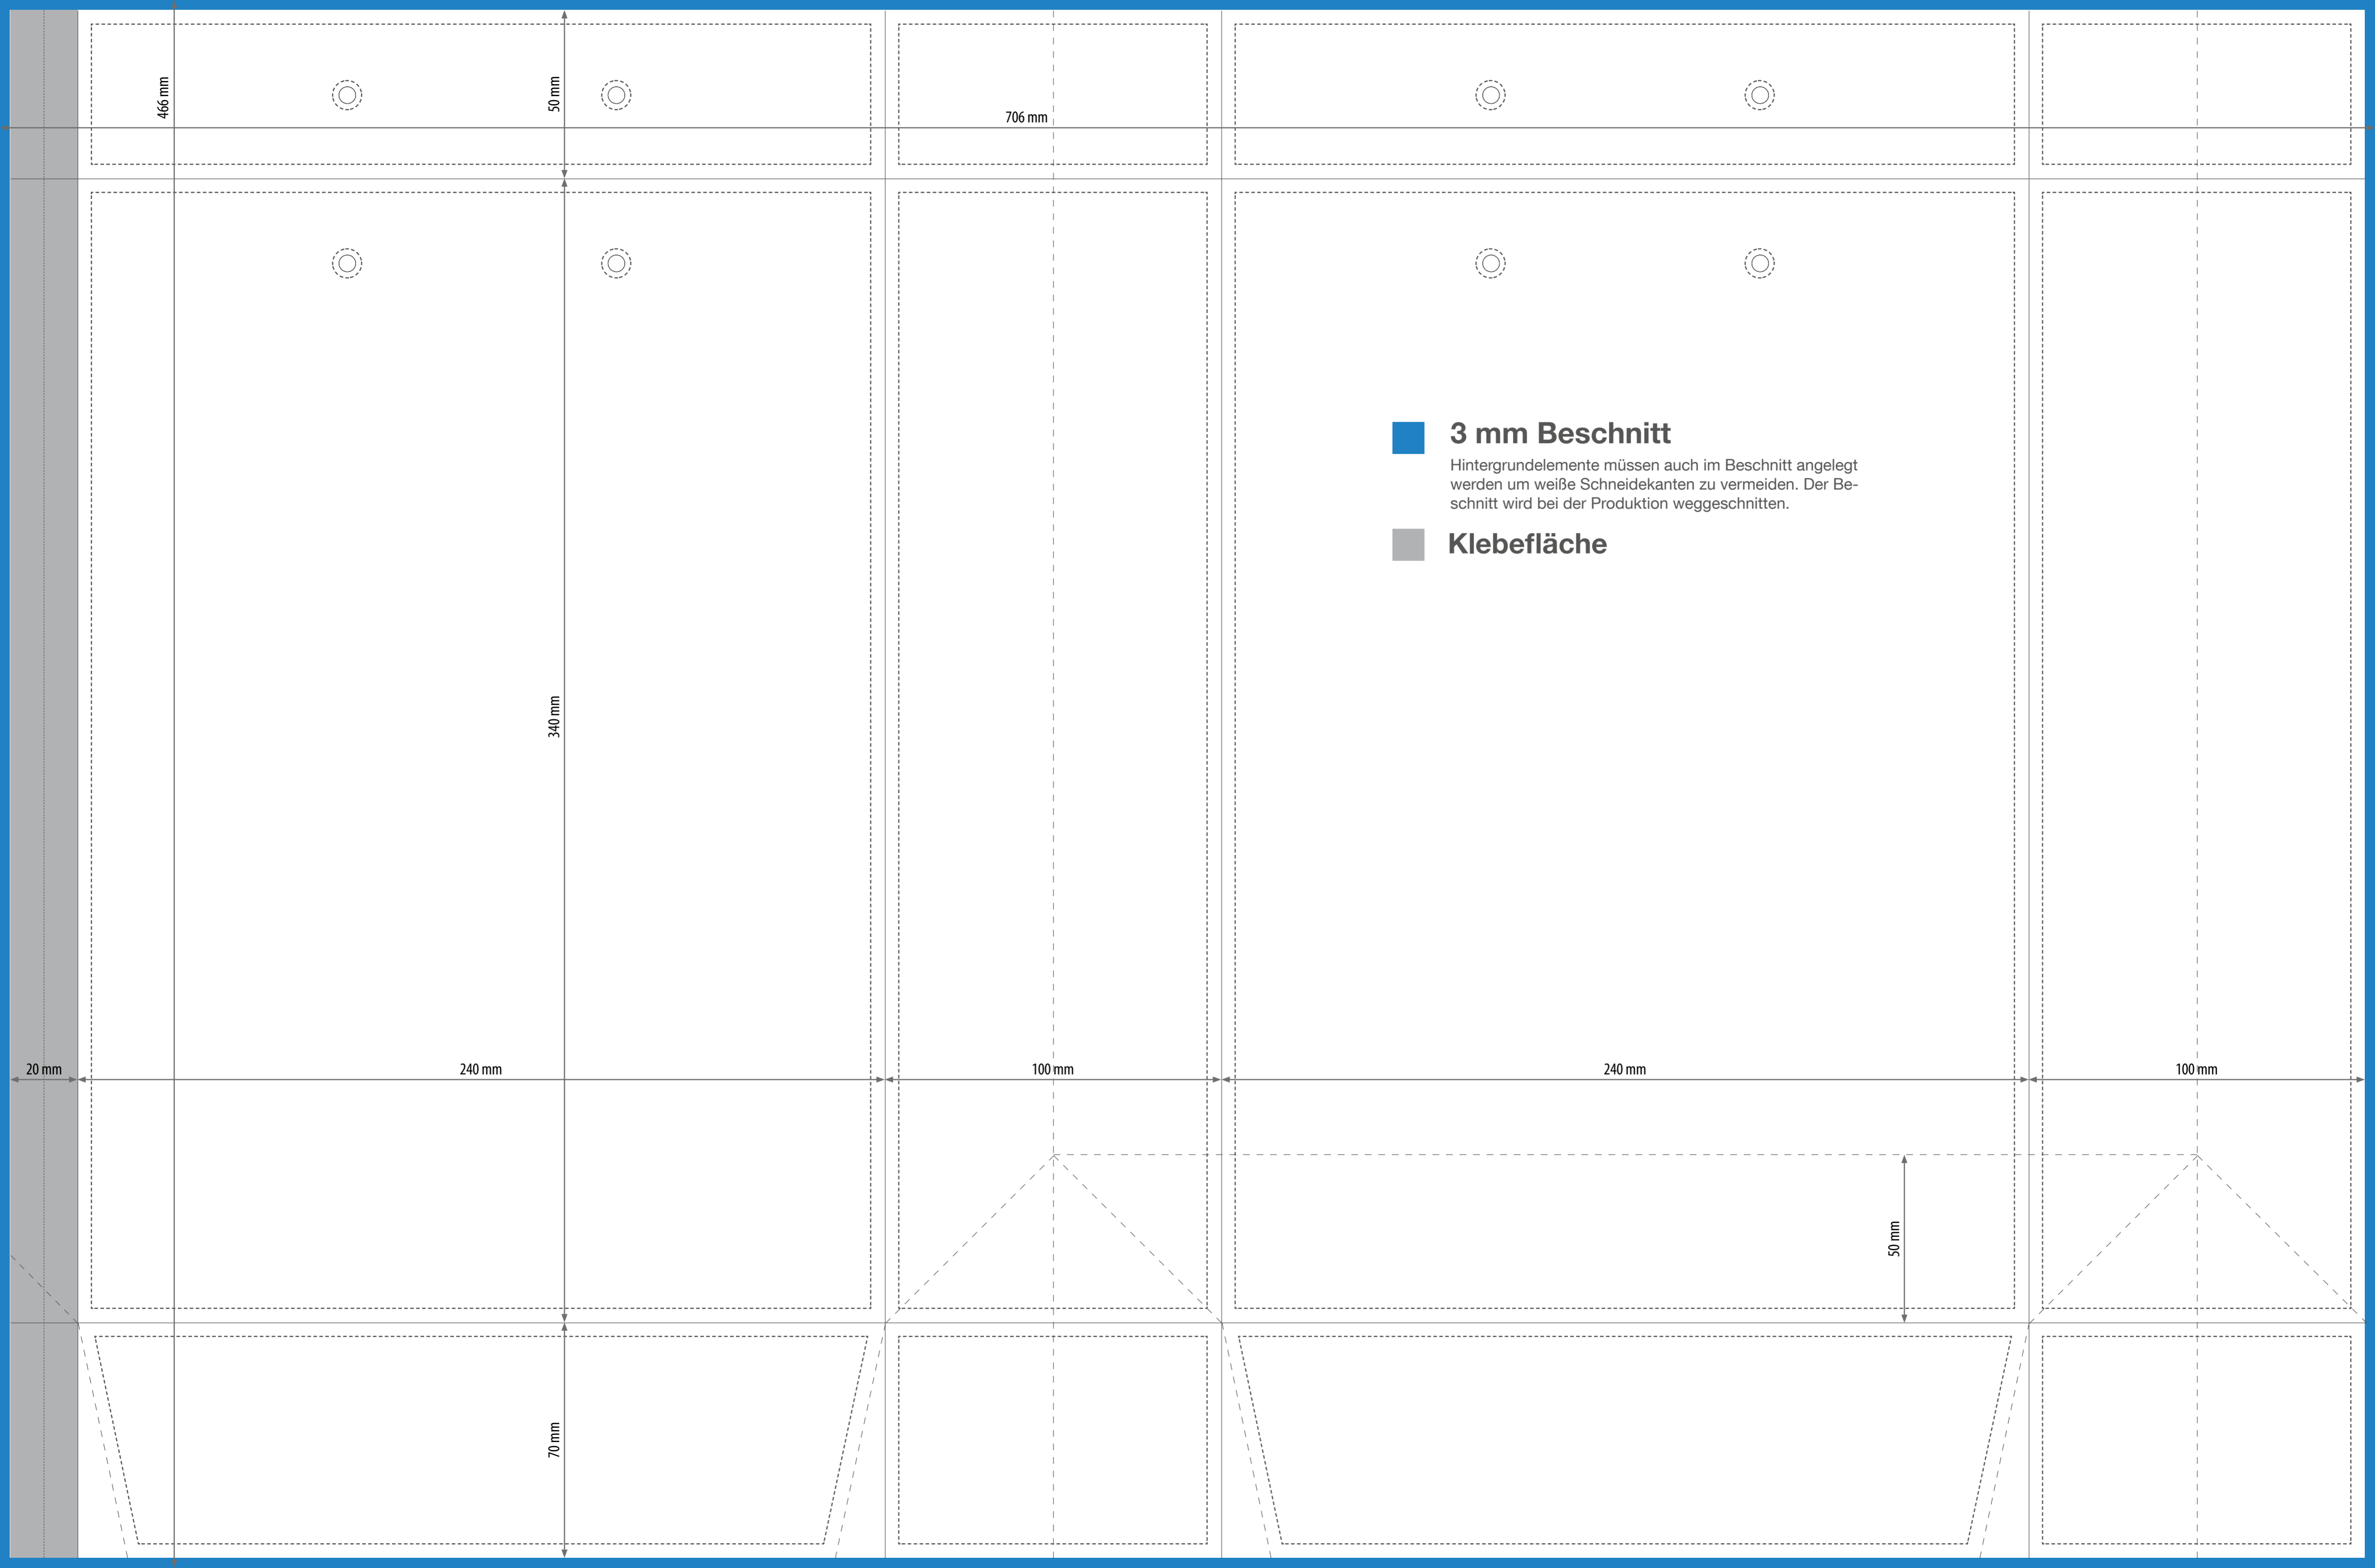 466 mm
50 mm
706 mm
3 mm Beschnitt
Hintergrundelemente müssen auch im Beschnitt angelegt
werden um weiße Schneidekanten zu vermeiden. Der Be-
schnitt wird bei der Produktion weggeschnitten.
Klebefläche
340 mm
20 mm
240 mm
100 mm
240 mm
100 mm
50 mm
70 mm